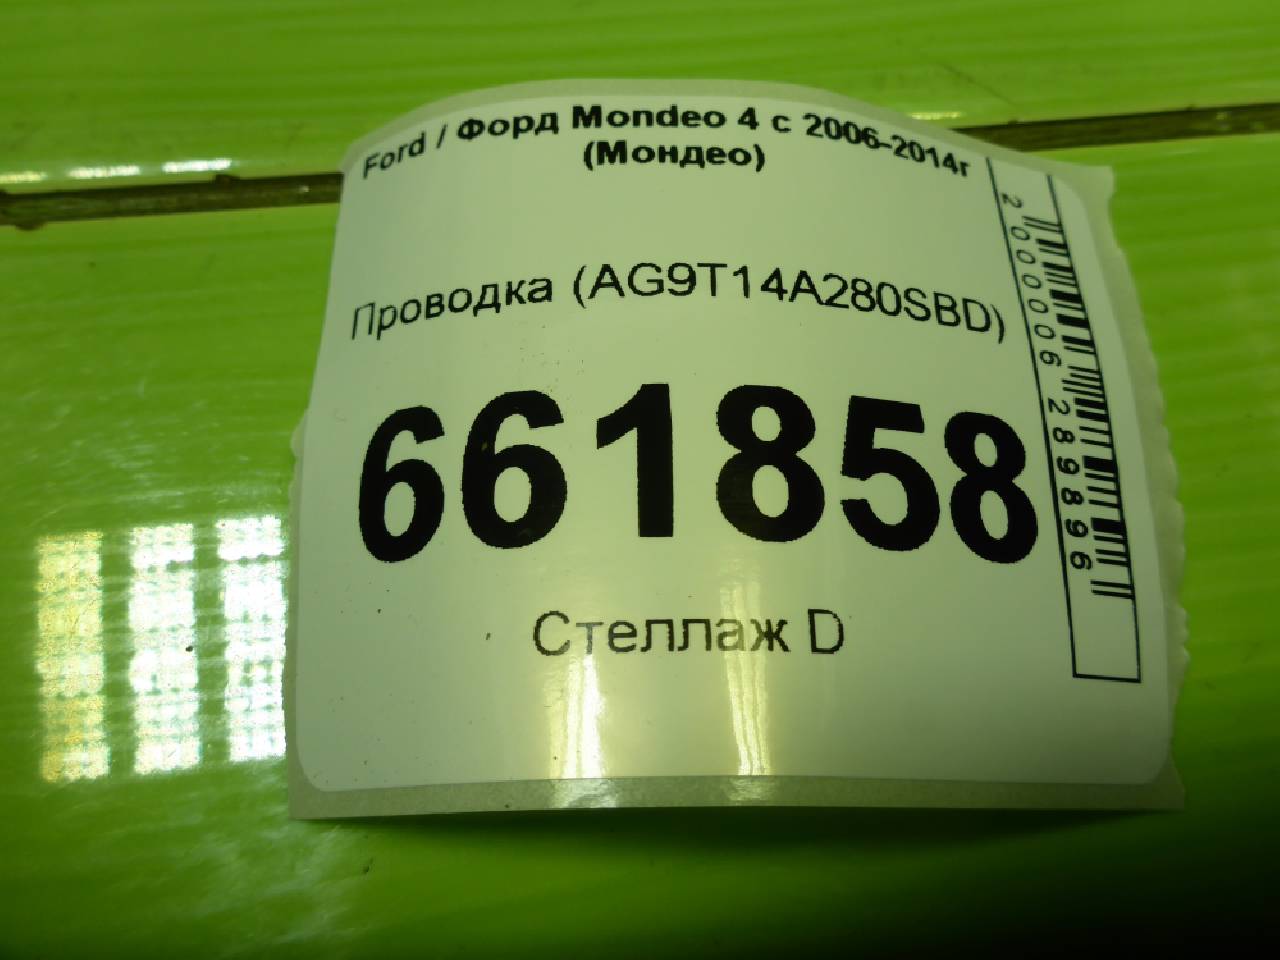 Ford / Форд Mondeo 4 с 2006-2014г
(Мондео)
Проводка (AG9T14A280SBD)
661858
Стеллаж D
2000006289896